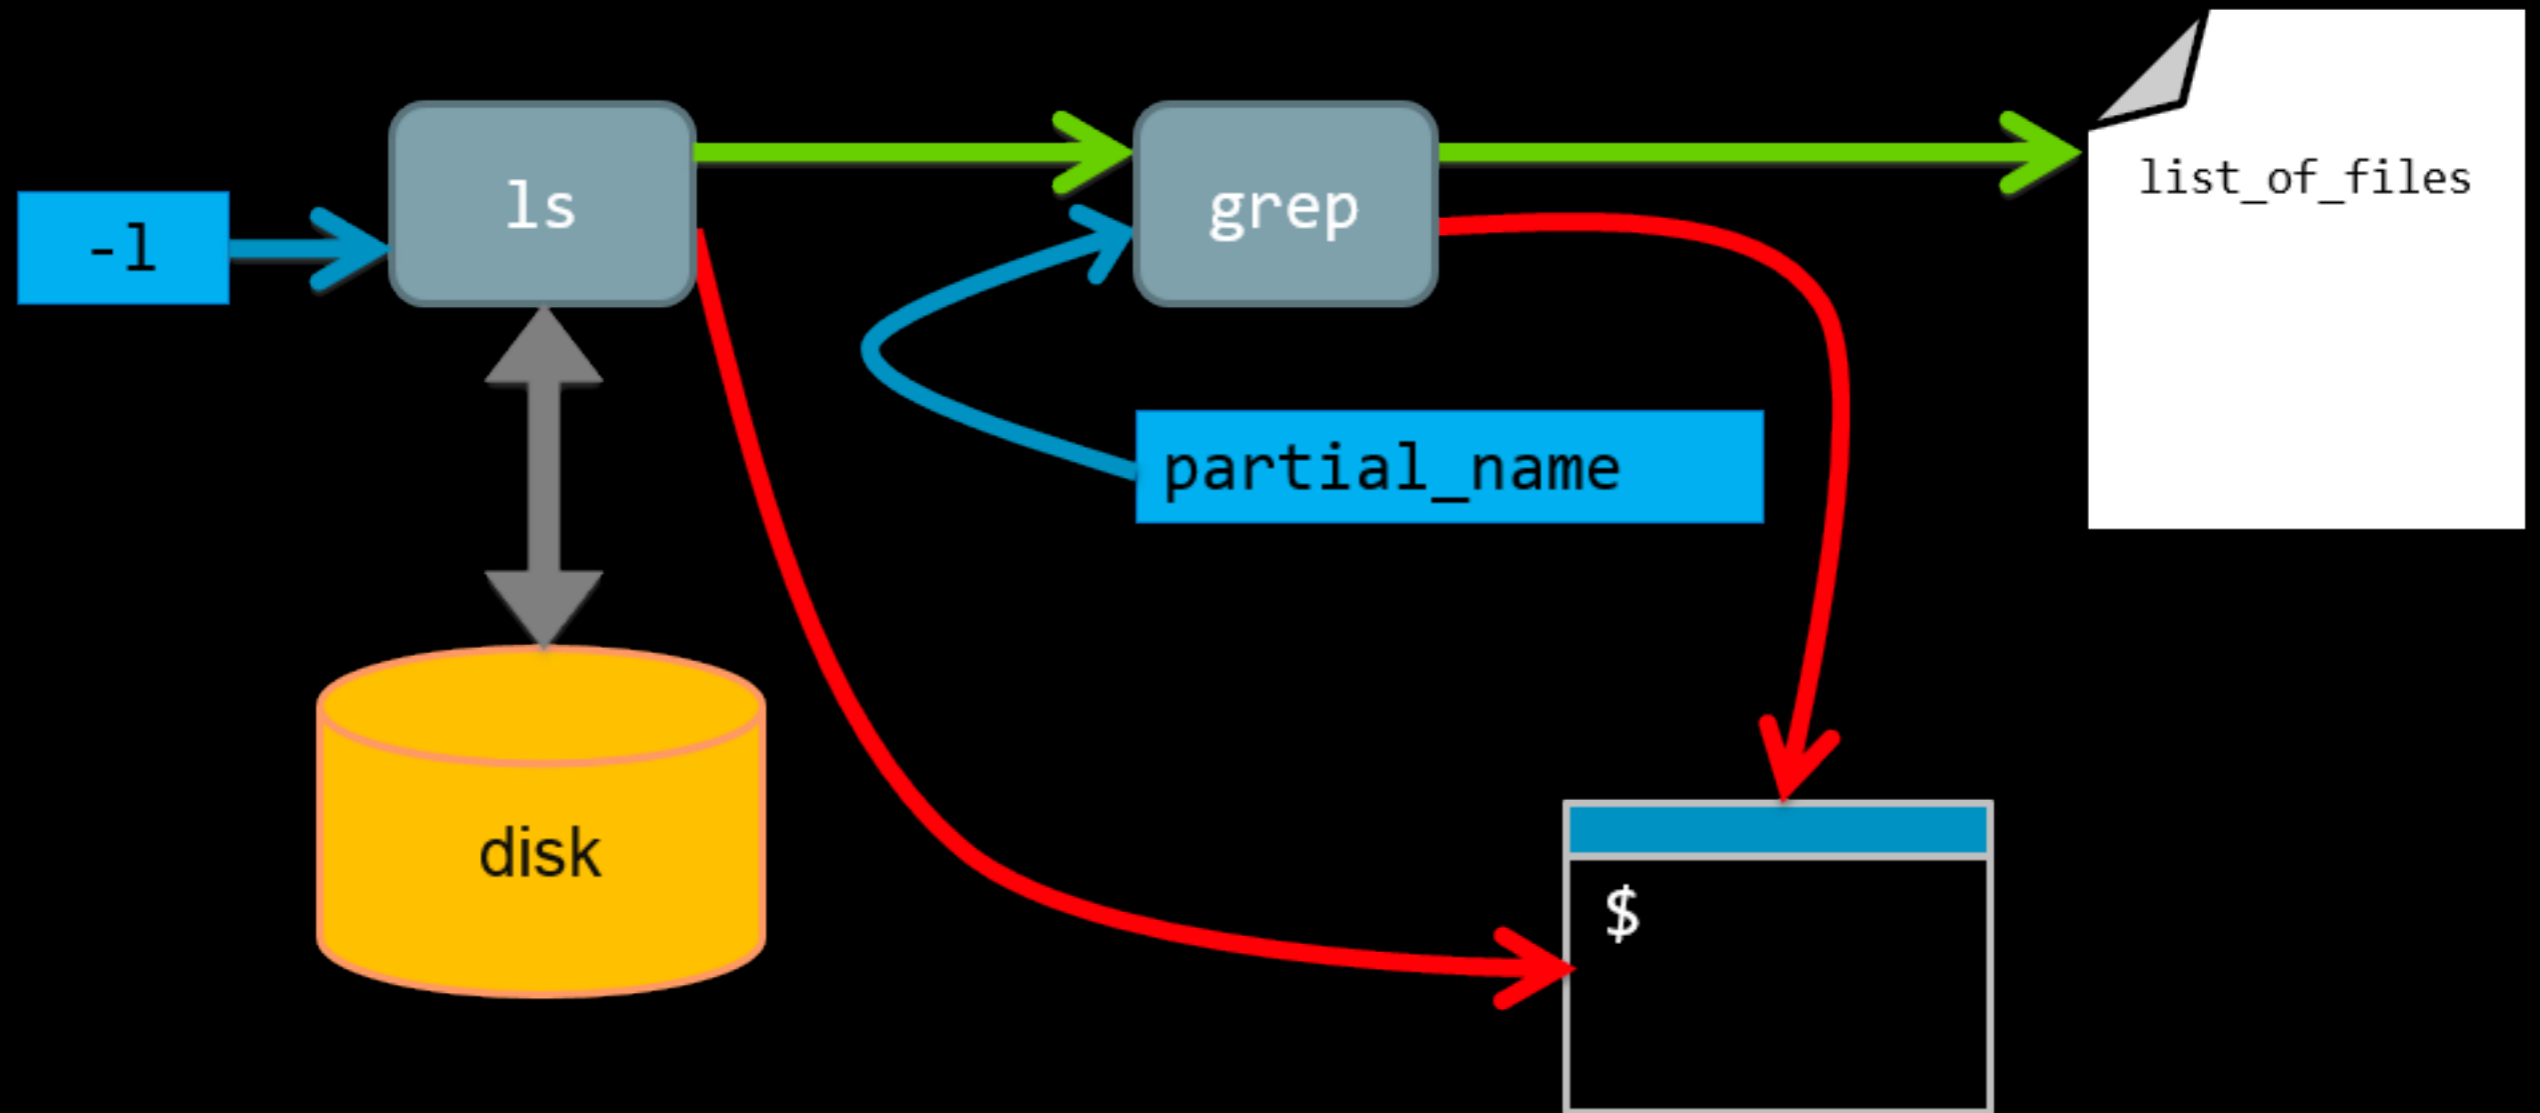 -l
ls
grep
list_of_files
partial_name
disk
$